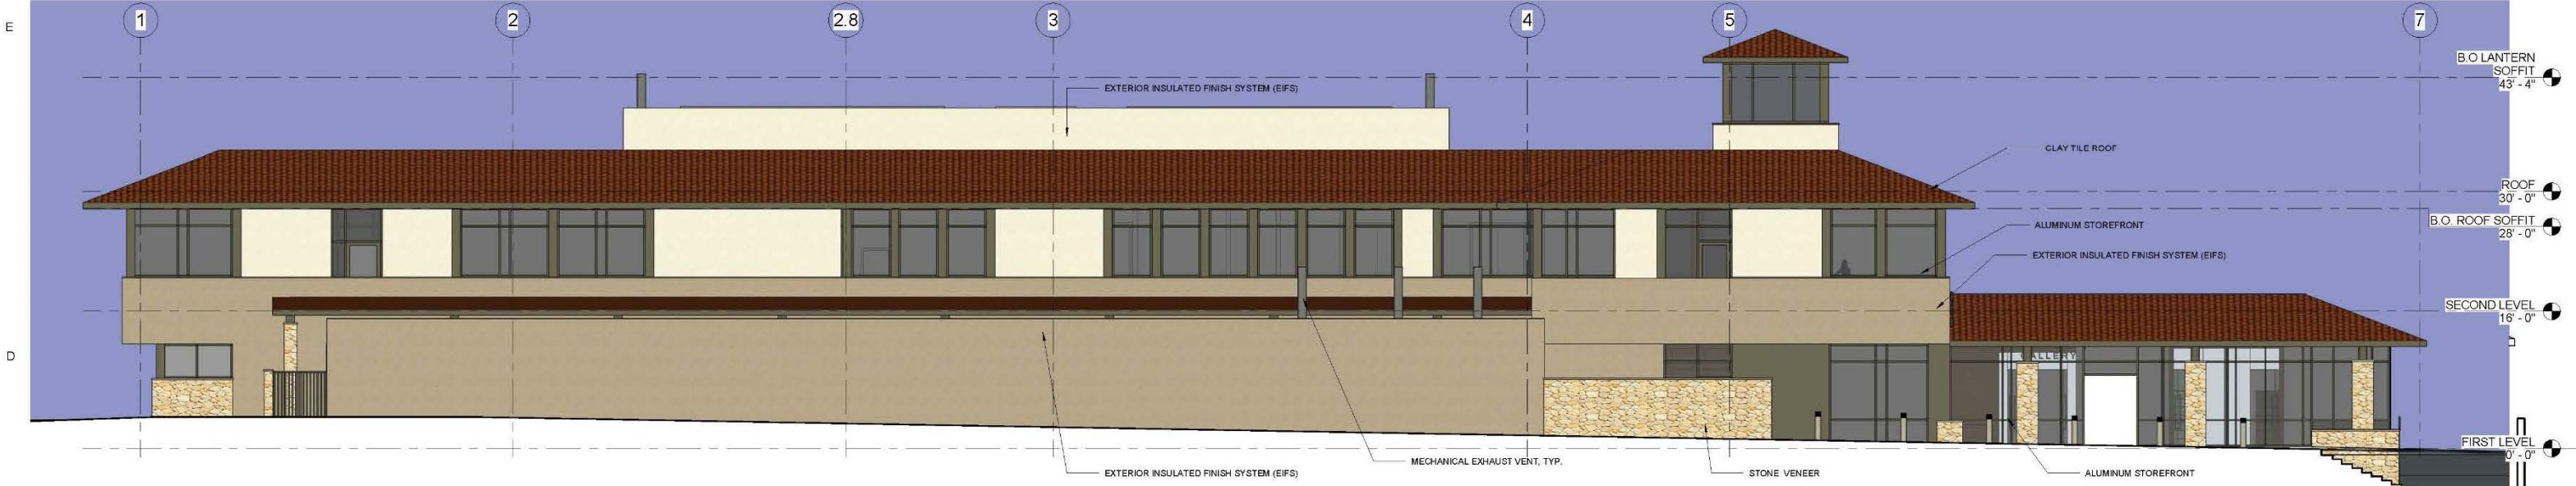 E
1
2
2.8
3
4
5
7
B.O LANTERN
SOFFIT
43' - 4"
EXTERIOR INSULATED FINISH SYSTEM (EIFS)
CLAY TILE ROOF
ROOF
30' - 0"
B.O. ROOF SOFFIT
28' - 0"
ALUMINUM STOREFRONT
EXTERIOR INSULATED FINISH SYSTEM (EIFS)
SECOND LEVEL
16' - 0"
D
GALLERY
FIRST LEVEL
0' - 0"
MECHANICAL EXHAUST VENT, TYP.
EXTERIOR INSULATED FINISH SYSTEM (EIFS)
STONE VENEER
ALUMINUM STOREFRONT